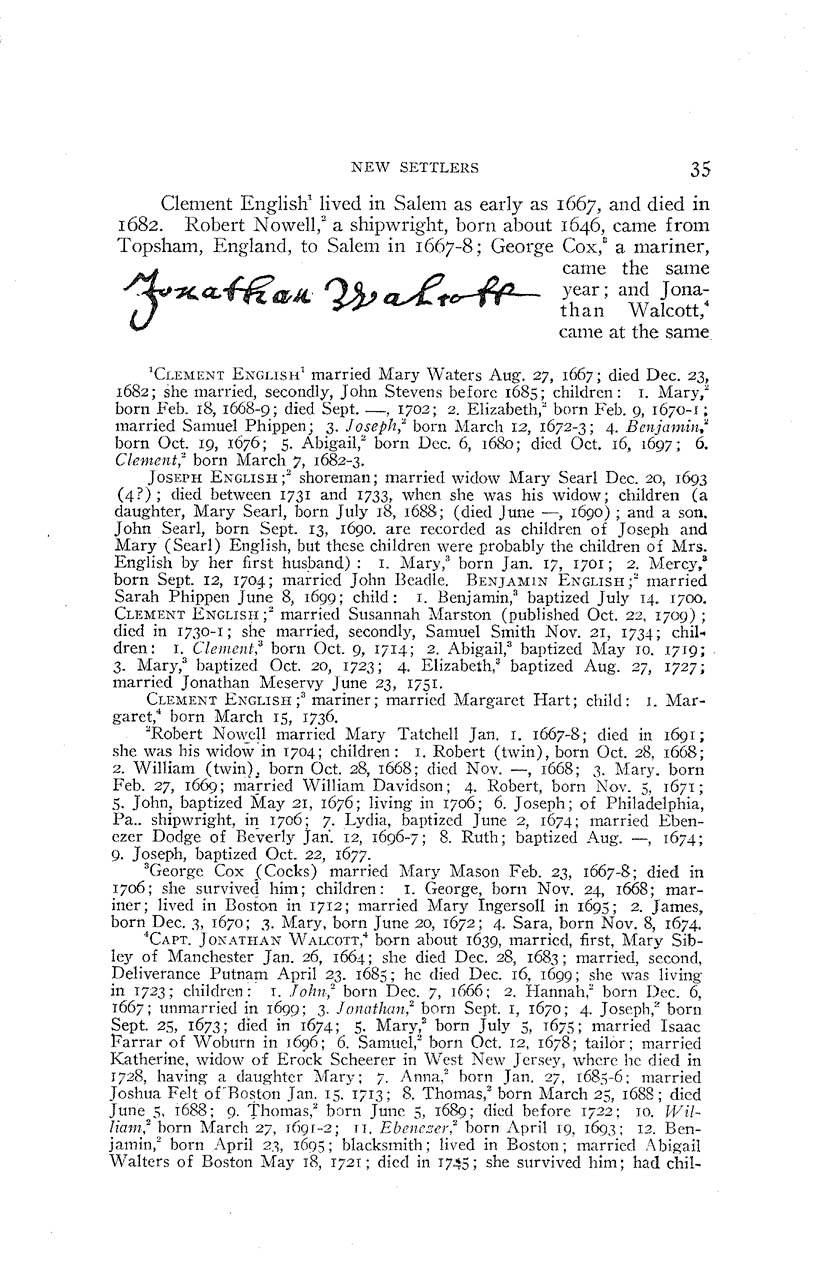 NEW SETTLERS 35
Clement English¹ lived in Salem as early as 1667, and died in
1682. Robert Nowell,² a shipwright, born about 1646, came from
Topsham, England, to Salem in 1667-8; George Cox,³ a mariner,
came the same
year; and Jona-
than Walcott,⁴
came at the same
Jonathan Walcott
¹CLEMENT ENGLISH¹ married Mary Waters Aug. 27, 1667; died Dec. 23,
1682; she married, secondly, John Stevens before 1685; children: 1. Mary,²
born Feb. 18, 1668-9; died Sept. —, 1702; 2. Elizabeth,² born Feb. 9, 1670-1;
married Samuel Phippen; 3. Joseph,² born March 12, 1672-3; 4. Benjamin,²
born Oct. 19, 1676; 5. Abigail,² born Dec. 6, 1680; died Oct. 16, 1697; 6.
Clement,² born March 7, 1682-3.
JOSEPH ENGLISH;² shoreman; married widow Mary Searl Dec. 20, 1693
(4?); died between 1731 and 1733, when she was his widow; children (a
daughter, Mary Searl, born July 18, 1688; (died June —, 1690); and a son,
John Searl, born Sept. 13, 1690. are recorded as children of Joseph and
Mary (Searl) English, but these children were probably the children of Mrs.
English by her first husband): 1. Mary,³ born Jan. 17, 1701; 2. Mercy,³
born Sept. 12, 1704; married John Beadle. BENJAMIN ENGLISH;² married
Sarah Phippen June 8, 1699; child: 1. Benjamin,³ baptized July 14. 1700.
CLEMENT ENGLISH;² married Susannah Marston (published Oct. 22, 1709);
died in 1730-1; she married, secondly, Samuel Smith Nov. 21, 1734; chil-
dren: 1. Clement,³ born Oct. 9, 1714; 2. Abigail,³ baptized May 10. 1719;
3. Mary,³ baptized Oct. 20, 1723; 4. Elizabeth,³ baptized Aug. 27, 1727;
married Jonathan Meservy June 23, 1751.
CLEMENT ENGLISH;³ mariner; married Margaret Hart; child: 1. Mar-
garet,⁴ born March 15, 1736.
²Robert Nowell married Mary Tatchell Jan. 1. 1667-8; died in 1691;
she was his widow in 1704; children: 1. Robert (twin), born Oct. 28, 1668;
2. William (twin), born Oct. 28, 1668; died Nov. —, 1668; 3. Mary. born
Feb. 27, 1669; married William Davidson; 4. Robert, born Nov. 5, 1671;
5. John, baptized May 21, 1676; living in 1706; 6. Joseph; of Philadelphia,
Pa.. shipwright, in 1706; 7. Lydia, baptized June 2, 1674; married Eben-
ezer Dodge of Beverly Jan. 12, 1696-7; 8. Ruth; baptized Aug. —, 1674;
9. Joseph, baptized Oct. 22, 1677.
³George Cox (Cocks) married Mary Mason Feb. 23, 1667-8; died in
1706; she survived him; children: 1. George, born Nov. 24, 1668; mar-
iner; lived in Boston in 1712; married Mary Ingersoll in 1695; 2. James,
born Dec. 3, 1670; 3. Mary, born June 20, 1672; 4. Sara, born Nov. 8, 1674.
⁴CAPT. JONATHAN WALCOTT,⁴ born about 1639, married, first, Mary Sib-
ley of Manchester Jan. 26, 1664; she died Dec. 28, 1683; married, second,
Deliverance Putnam April 23. 1685; he died Dec. 16, 1699; she was living
in 1723; children: 1. John,² born Dec. 7, 1666; 2. Hannah,² born Dec. 6,
1667; unmarried in 1699; 3. Jonathan,² born Sept. 1, 1670; 4. Joseph,² born
Sept. 25, 1673; died in 1674; 5. Mary,² born July 5, 1675; married Isaac
Farrar of Woburn in 1696; 6. Samuel,² born Oct. 12, 1678; tailor; married
Katherine, widow of Erock Scheerer in West New Jersey, where he died in
1728, having a daughter Mary; 7. Anna,² born Jan. 27, 1685-6; married
Joshua Felt of Boston Jan. 15. 1713; 8. Thomas,² born March 25, 1688; died
June 5, 1688; 9. Thomas,² born June 5, 1689; died before 1722; 10. Wil-
liam,² born March 27, 1691-2; 11. Ebenezer,² born April 19, 1693; 12. Ben-
jamin,² born April 23, 1695; blacksmith; lived in Boston; married Abigail
Walters of Boston May 18, 1721; died in 1745; she survived him; had chil-